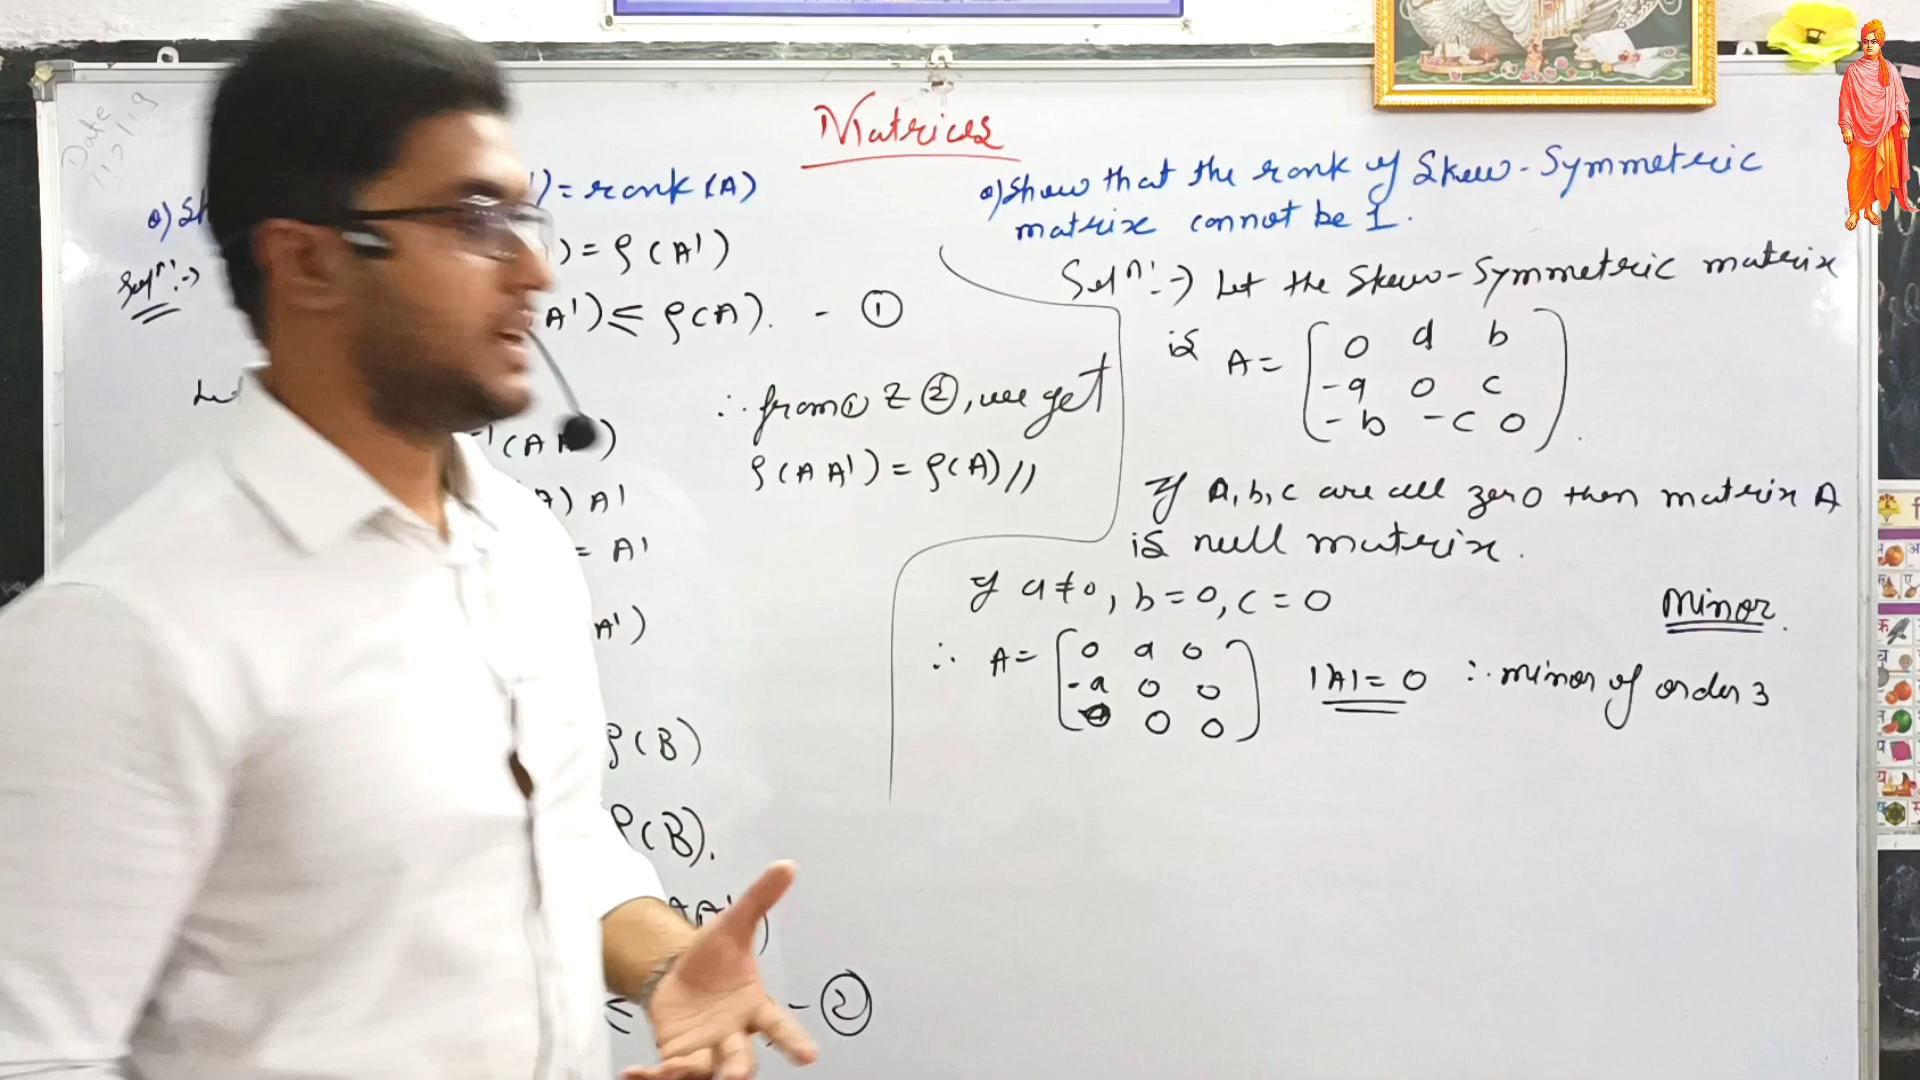 Matrices
Date
Q) Sh ') = rank (A)
Solⁿ:→ ) = ρ (A')
A') ≤ ρ(A). - ①
Let
∴ from ① & ②, we get
ρ (A A') = ρ(A) //
) A'
= A'
A')
ρ(B)
ρ(B).
AA')
≤ - ②
Q) Show that the rank of Skew-Symmetric
matrix cannot be 1.
Solⁿ:→ Let the Skew-Symmetric matrix
is A = [ 0 a b
-a 0 c
-b -c 0 ].
If a, b, c are all zero then matrix A
is null matrix.
If a ≠ 0, b = 0, c = 0
Minor.
∴ A = [ 0 a 0
-a 0 0
0 0 0 ]
|A| = 0 ∴ minor of order 3